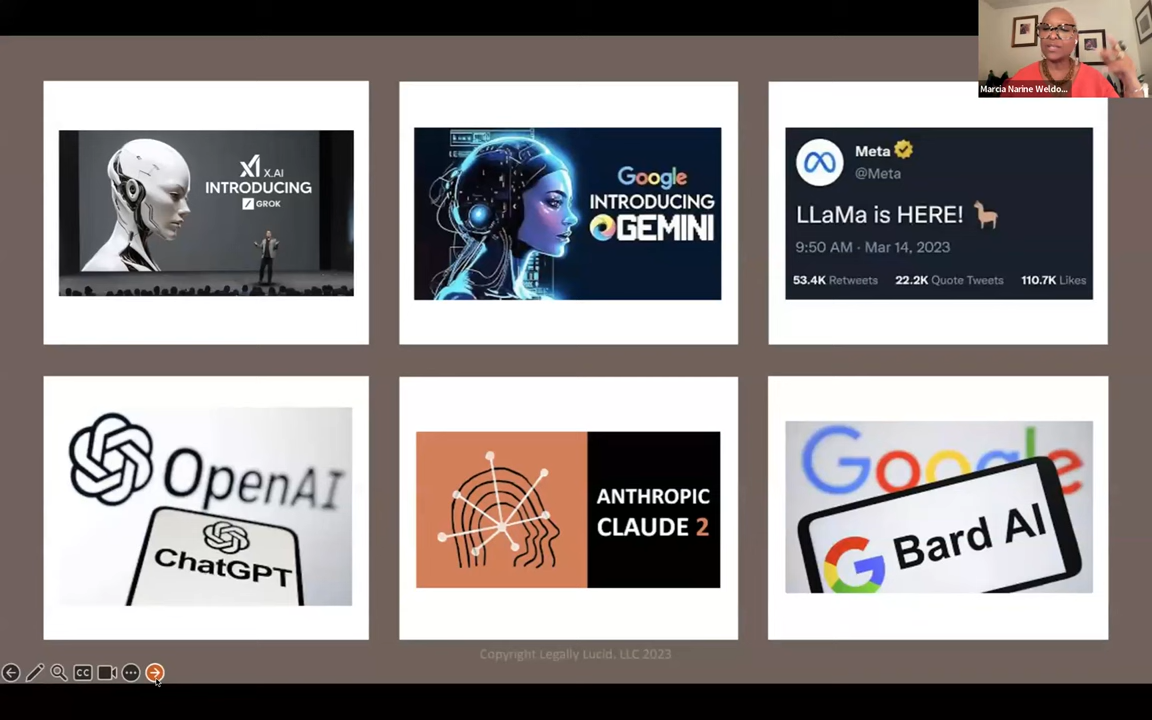 Marcia Narine Weldo...
X.AI
INTRODUCING
GROK
Google
INTRODUCING
GEMINI
Meta
@Meta
LLaMa is HERE! 🦙
9:50 AM · Mar 14, 2023
53.4K Retweets 22.2K Quote Tweets 110.7K Likes
OpenAI
ChatGPT
ANTHROPIC
CLAUDE 2
Google
G Bard AI
Copyright Legally Lucid, LLC 2023
CC